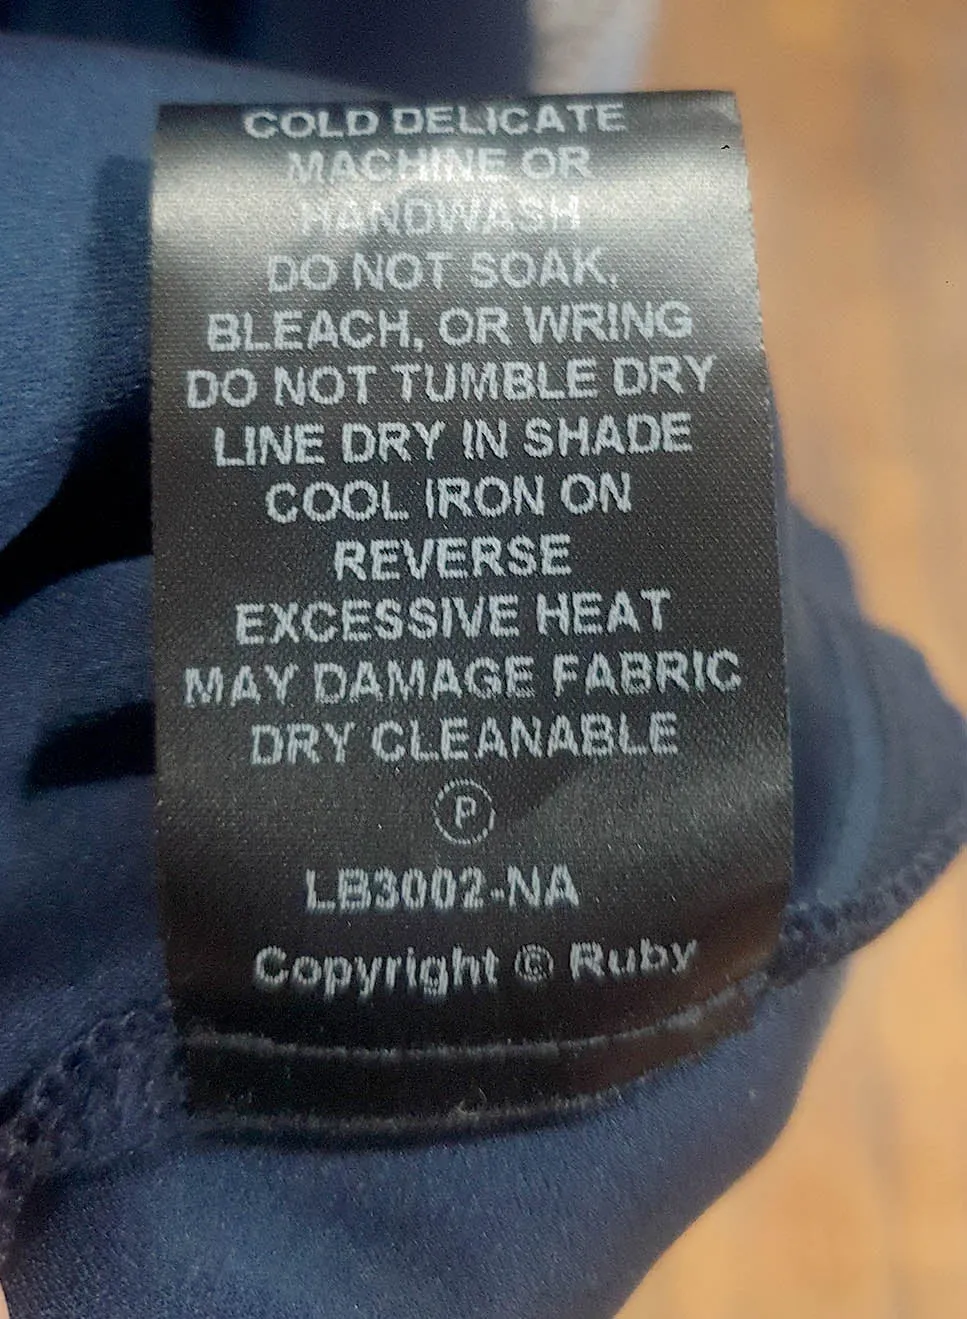 COLD DELICATE
MACHINE OR
HANDWASH
DO NOT SOAK,
BLEACH, OR WRING
DO NOT TUMBLE DRY
LINE DRY IN SHADE
COOL IRON ON
REVERSE
EXCESSIVE HEAT
MAY DAMAGE FABRIC
DRY CLEANABLE
Ⓟ
LB3002-NA
Copyright © Ruby